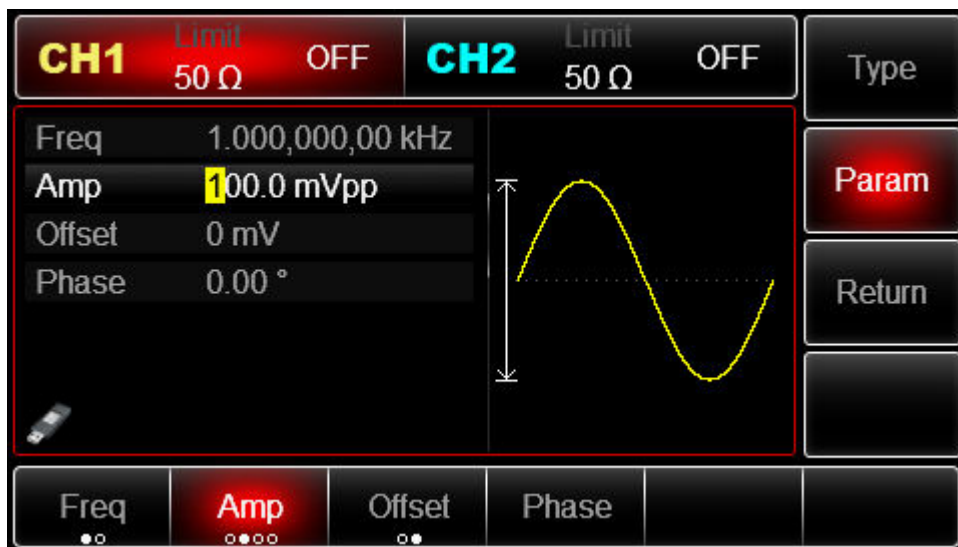 CH1 Limit 50 Ω OFF CH2 Limit 50 Ω OFF
Type
Freq 1.000,000,00 kHz
Amp 100.0 mVpp
Offset 0 mV
Phase 0.00 °
Param
Return
Freq Amp Offset Phase